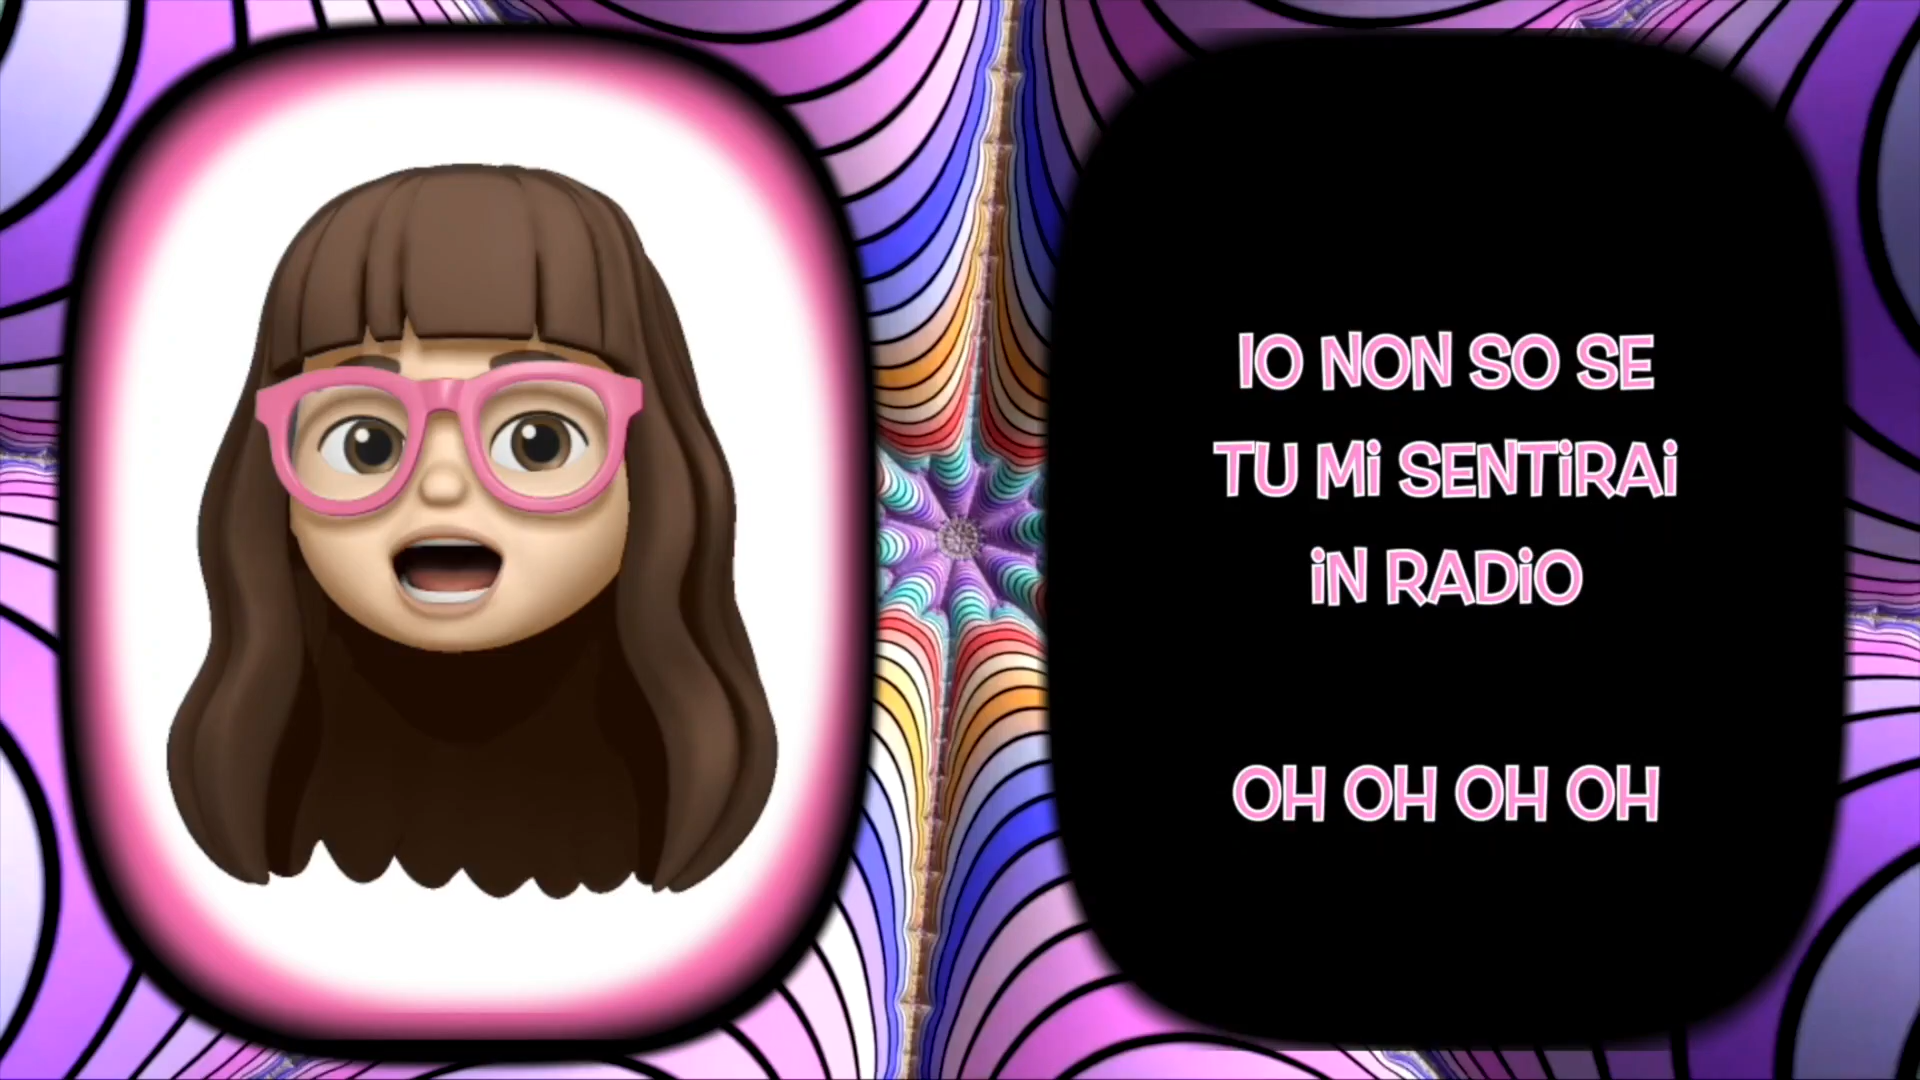 IO NON SO SE
TU Mi SENTiRAi
iN RADiO
OH OH OH OH